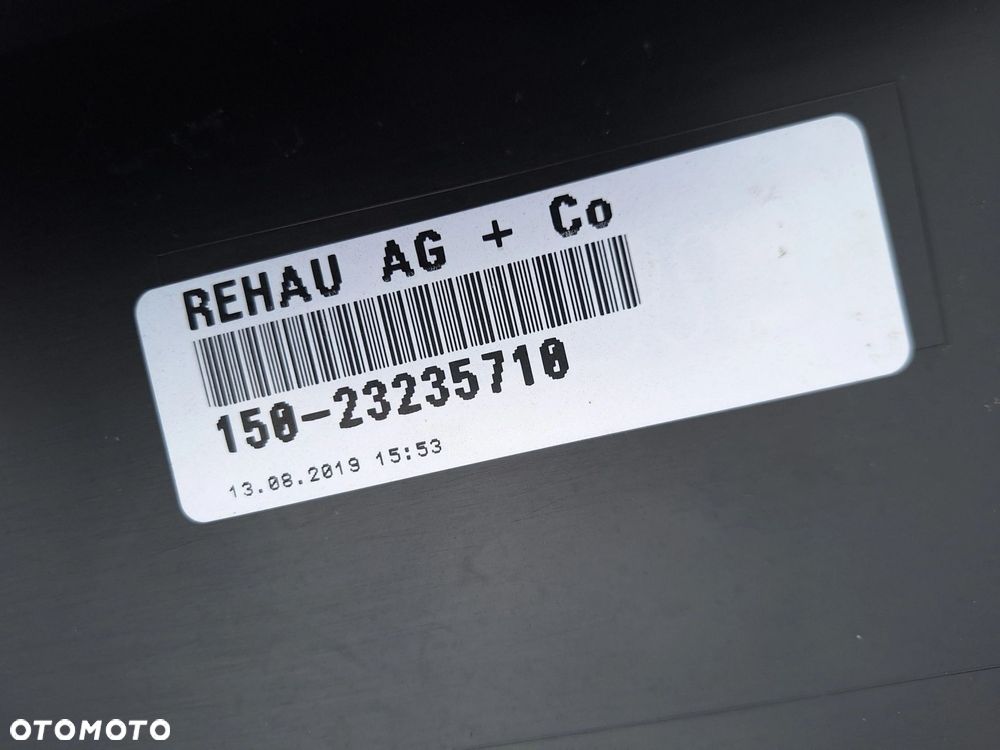 REHAU AG + Co
150-23235710
13.08.2019 15:53
OTOMOTO